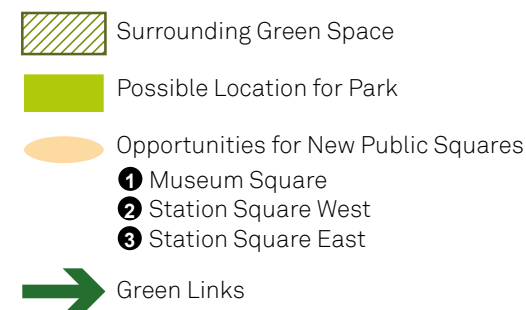 Surrounding Green Space
Possible Location for Park
Opportunities for New Public Squares
1 Museum Square
2 Station Square West
3 Station Square East
Green Links